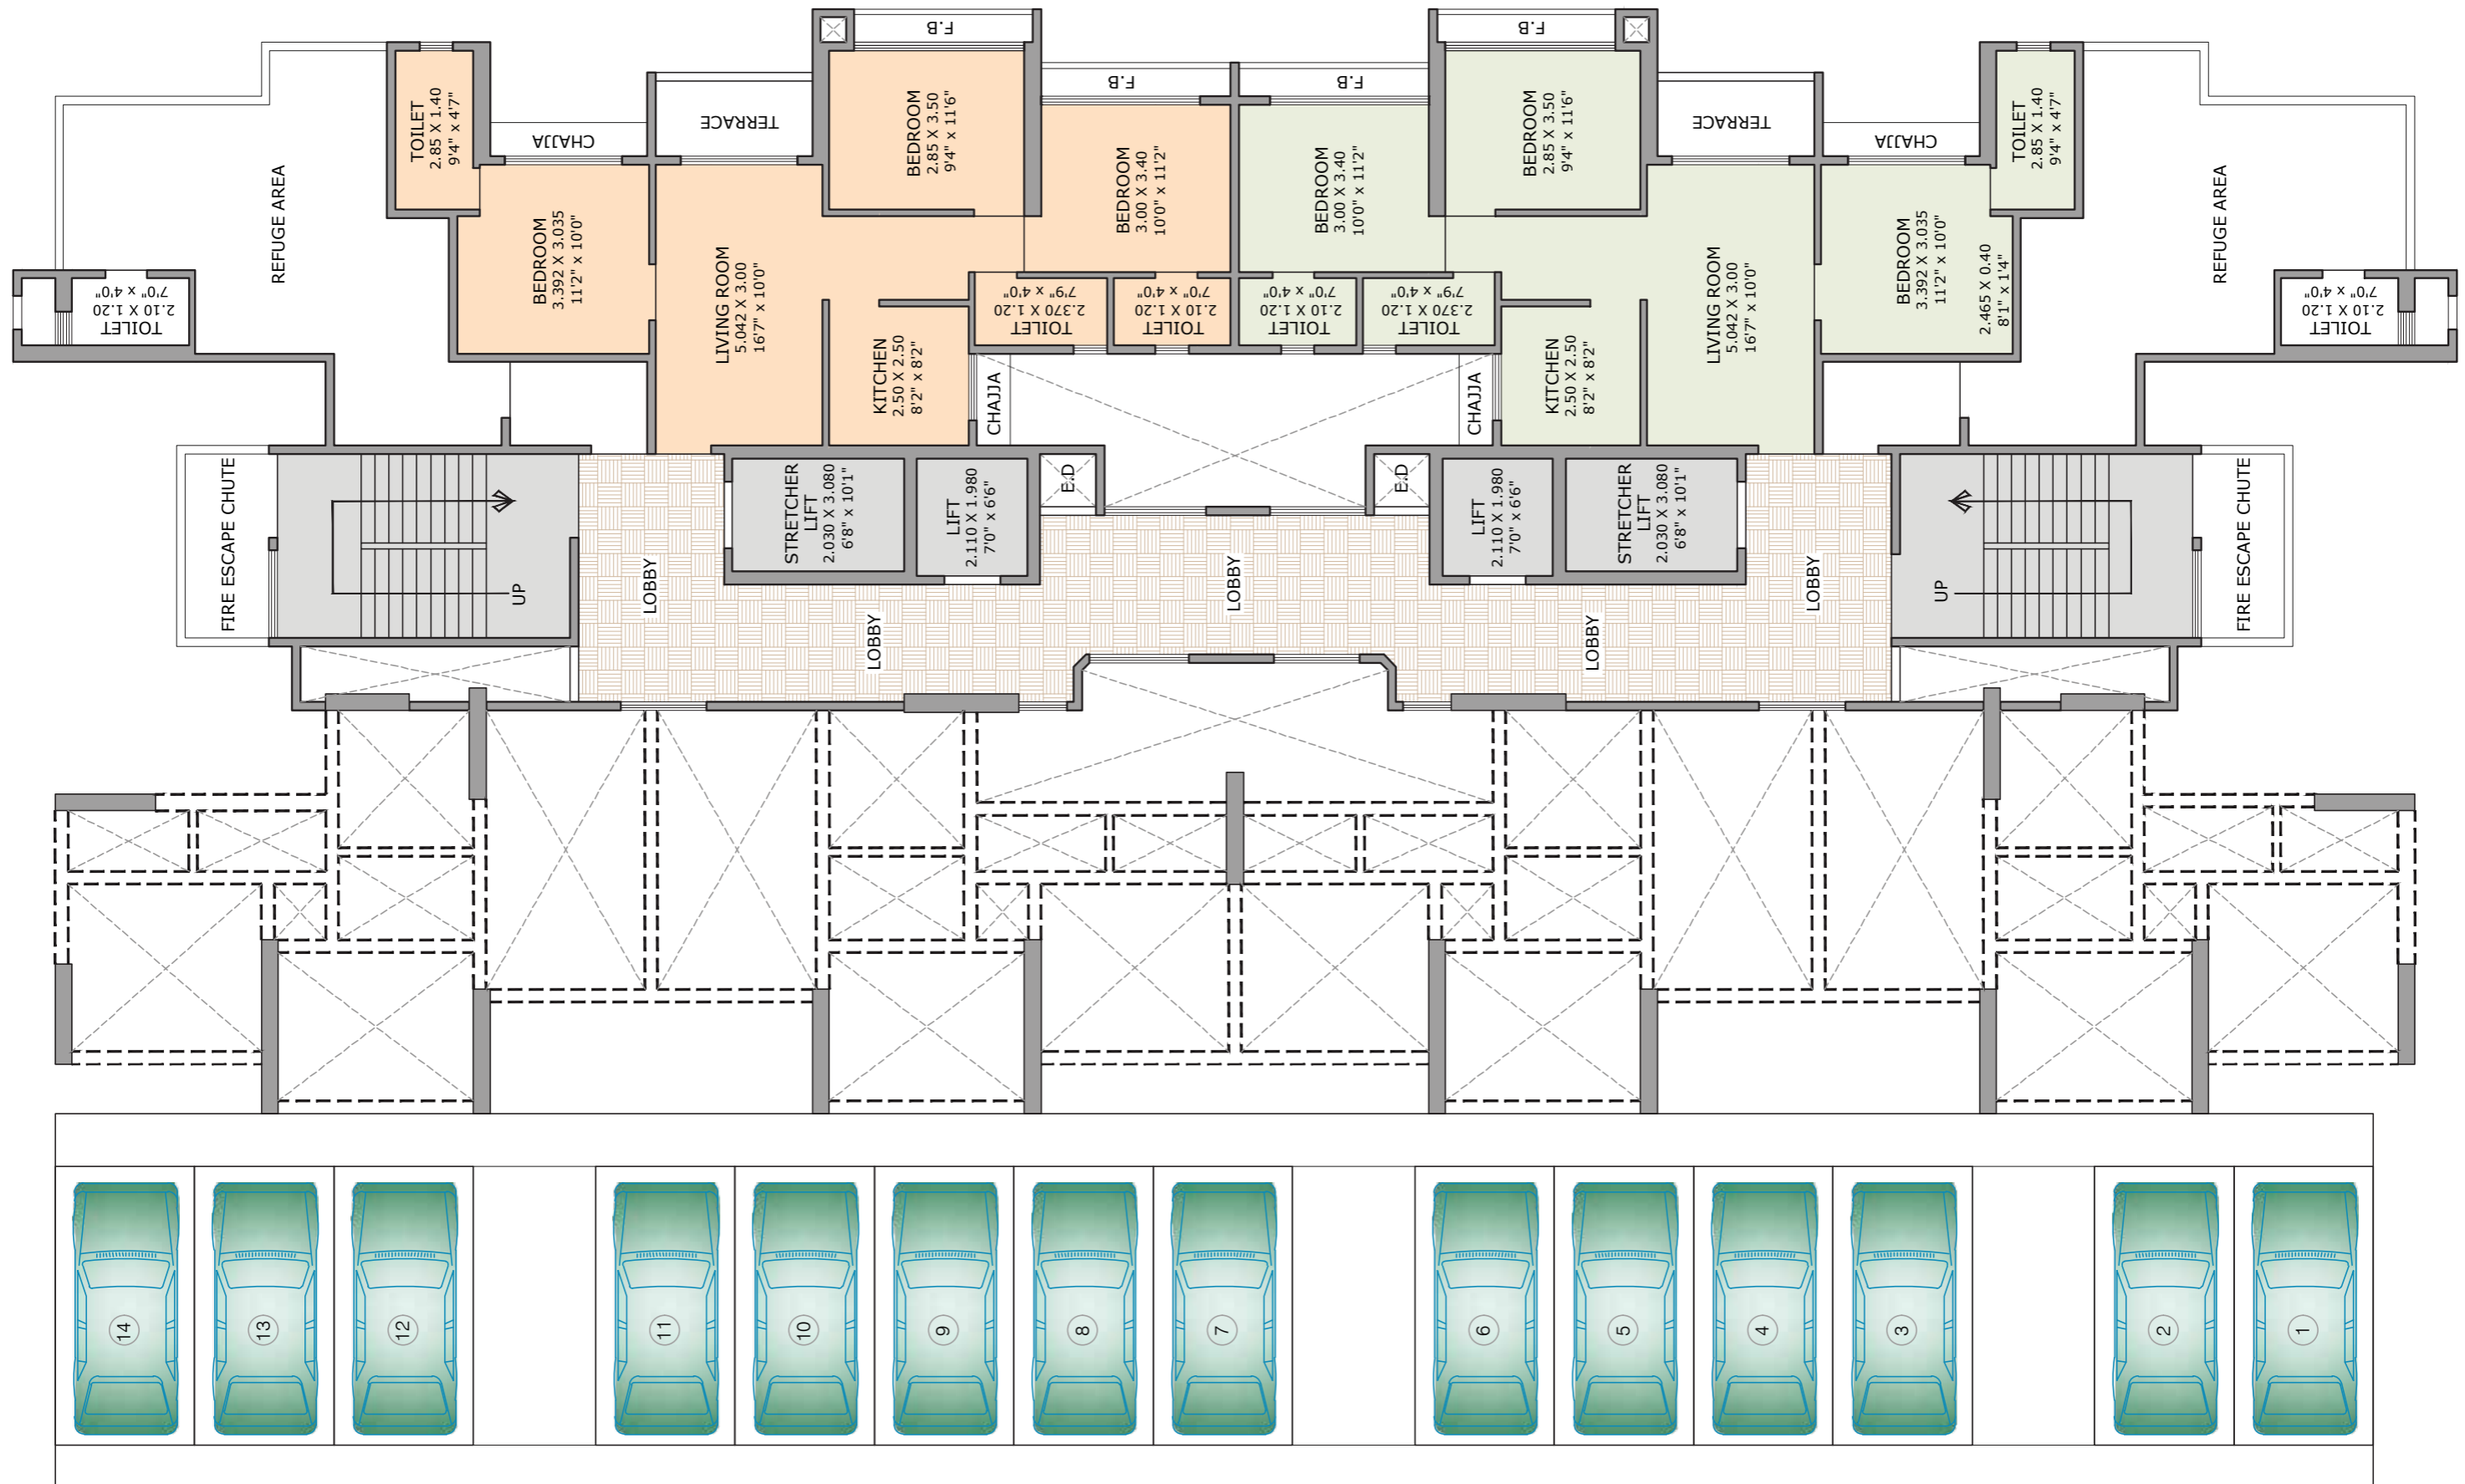 F.B
F.B
F.B
F.B
TOILET
2.85 X 1.40
9'4" x 4'7"
CHAJJA
TERRACE
BEDROOM
2.85 X 3.50
9'4" x 11'6"
BEDROOM
3.00 X 3.40
10'0" x 11'2"
BEDROOM
3.00 X 3.40
10'0" x 11'2"
BEDROOM
2.85 X 3.50
9'4" x 11'6"
TERRACE
CHAJJA
TOILET
2.85 X 1.40
9'4" x 4'7"
REFUGE AREA
BEDROOM
3.392 X 3.035
11'2" x 10'0"
LIVING ROOM
5.042 X 3.00
16'7" x 10'0"
LIVING ROOM
5.042 X 3.00
16'7" x 10'0"
BEDROOM
3.392 X 3.035
11'2" x 10'0"
2.465 X 0.40
8'1" x 1'4"
REFUGE AREA
TOILET
2.10 X 1.20
7'0" x 4'0"
TOILET
2.370 X 1.20
7'9" x 4'0"
TOILET
2.10 X 1.20
7'0" x 4'0"
TOILET
2.10 X 1.20
7'0" x 4'0"
TOILET
2.370 X 1.20
7'9" x 4'0"
TOILET
2.10 X 1.20
7'0" x 4'0"
KITCHEN
2.50 X 2.50
8'2" x 8'2"
CHAJJA
CHAJJA
KITCHEN
2.50 X 2.50
8'2" x 8'2"
FIRE ESCAPE CHUTE
UP
LOBBY
STRETCHER
LIFT
2.030 X 3.080
6'8" x 10'1"
LIFT
2.110 X 1.980
7'0" x 6'6"
E.D
E.D
LIFT
2.110 X 1.980
7'0" x 6'6"
STRETCHER
LIFT
2.030 X 3.080
6'8" x 10'1"
LOBBY
UP
FIRE ESCAPE CHUTE
LOBBY
LOBBY
LOBBY
14
13
12
11
10
9
8
7
6
5
4
3
2
1